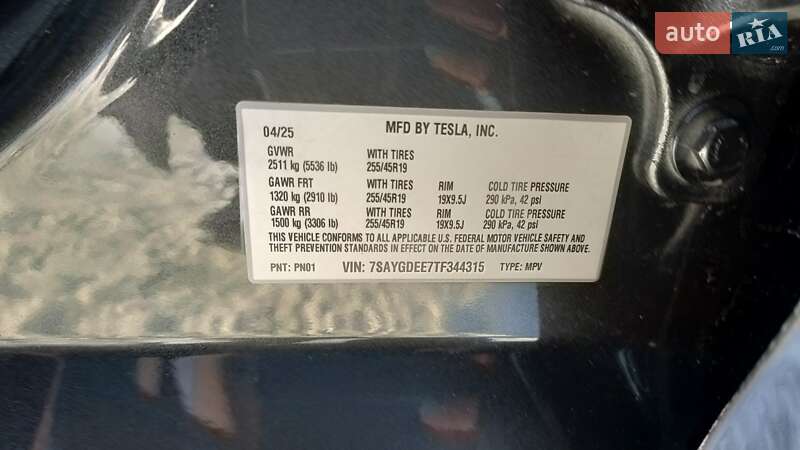 auto RIA
.com
04/25 MFD BY TESLA, INC.
GVWR WITH TIRES
2511 kg (5536 lb) 255/45R19
GAWR FRT WITH TIRES RIM COLD TIRE PRESSURE
1320 kg (2910 lb) 255/45R19 19X9.5J 290 kPa, 42 psi
GAWR RR WITH TIRES RIM COLD TIRE PRESSURE
1500 kg (3306 lb) 255/45R19 19X9.5J 290 kPa, 42 psi
THIS VEHICLE CONFORMS TO ALL APPLICABLE U.S. FEDERAL MOTOR VEHICLE SAFETY AND
THEFT PREVENTION STANDARDS IN EFFECT ON THE DATE OF MANUFACTURE SHOWN ABOVE.
PNT: PN01 VIN: 7SAYGDEE7TF344315 TYPE: MPV